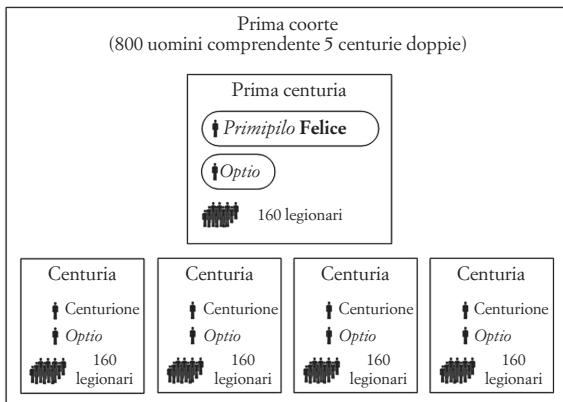 Prima coorte
(800 uomini comprendente 5 centurie doppie)
Prima centuria
Primipilo Felice
Optio
160 legionari
Centuria
Centurione
Optio
160
legionari
Centuria
Centurione
Optio
160
legionari
Centuria
Centurione
Optio
160
legionari
Centuria
Centurione
Optio
160
legionari